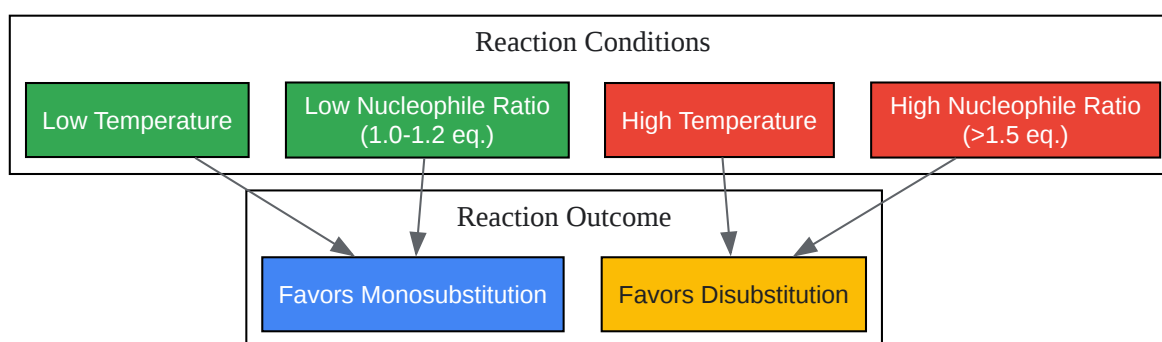 Reaction Conditions
Low Temperature
Low Nucleophile Ratio
(1.0-1.2 eq.)
High Temperature
High Nucleophile Ratio
(>1.5 eq.)
Reaction Outcome
Favors Monosubstitution
Favors Disubstitution